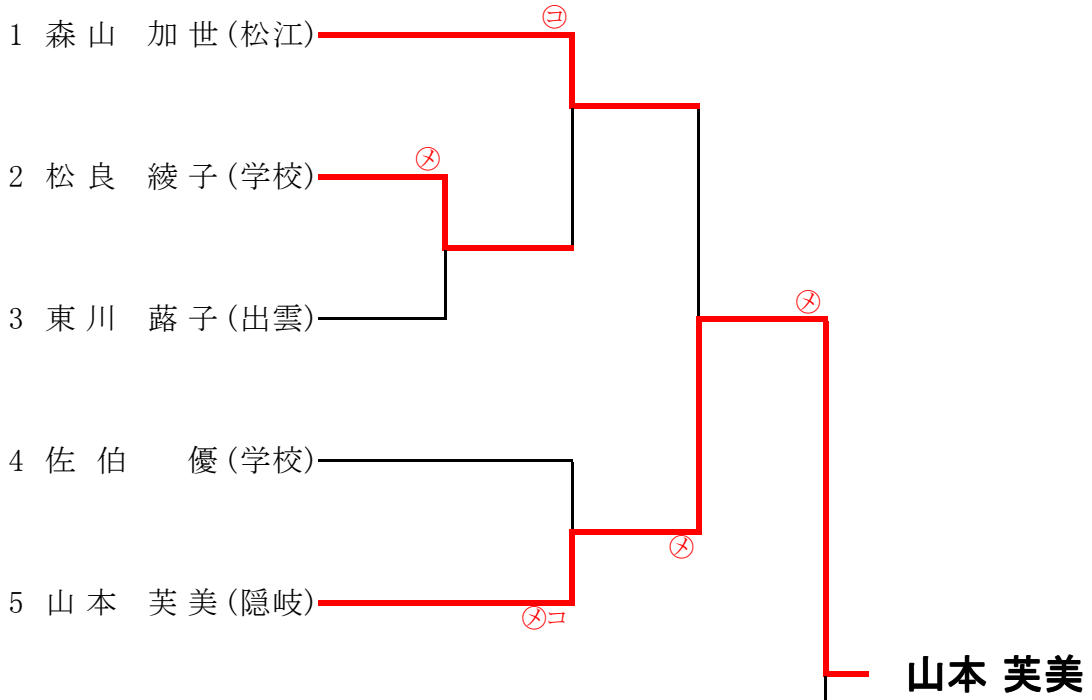 ㋙
1 森山 加世(松江)
㋱
2 松良 綾子(学校)
㋱
3 東川 蕗子(出雲)
4 佐伯 優(学校)
㋱
5 山本 芙美(隠岐)
㋱コ
山本 芙美